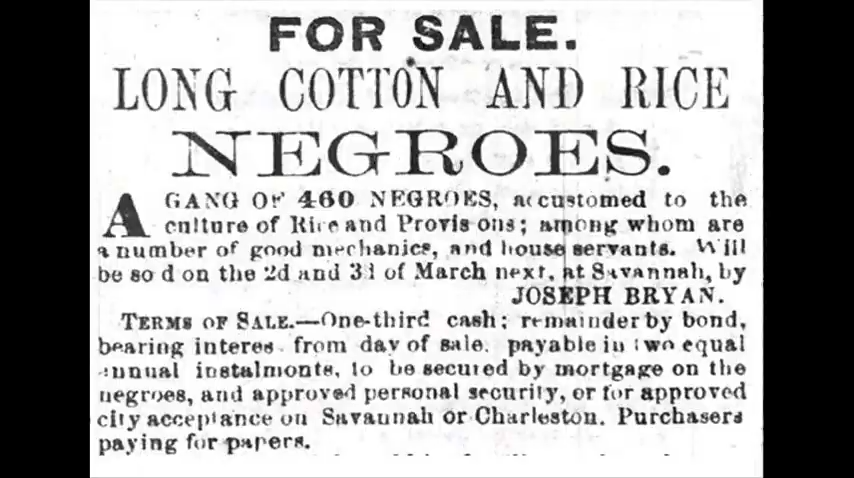 FOR SALE.
LONG COTTON AND RICE
NEGROES.
A GANG OF 460 NEGROES, accustomed to the
culture of Rice and Provisions; among whom are
a number of good mechanics, and house servants. Will
be sold on the 2d and 3d of March next, at Savannah, by
JOSEPH BRYAN.
TERMS OF SALE.—One-third cash; remainder by bond,
bearing interest from day of sale, payable in two equal
annual instalments, to be secured by mortgage on the
negroes, and approved personal security, or for approved
city acceptance on Savannah or Charleston. Purchasers
paying for papers.